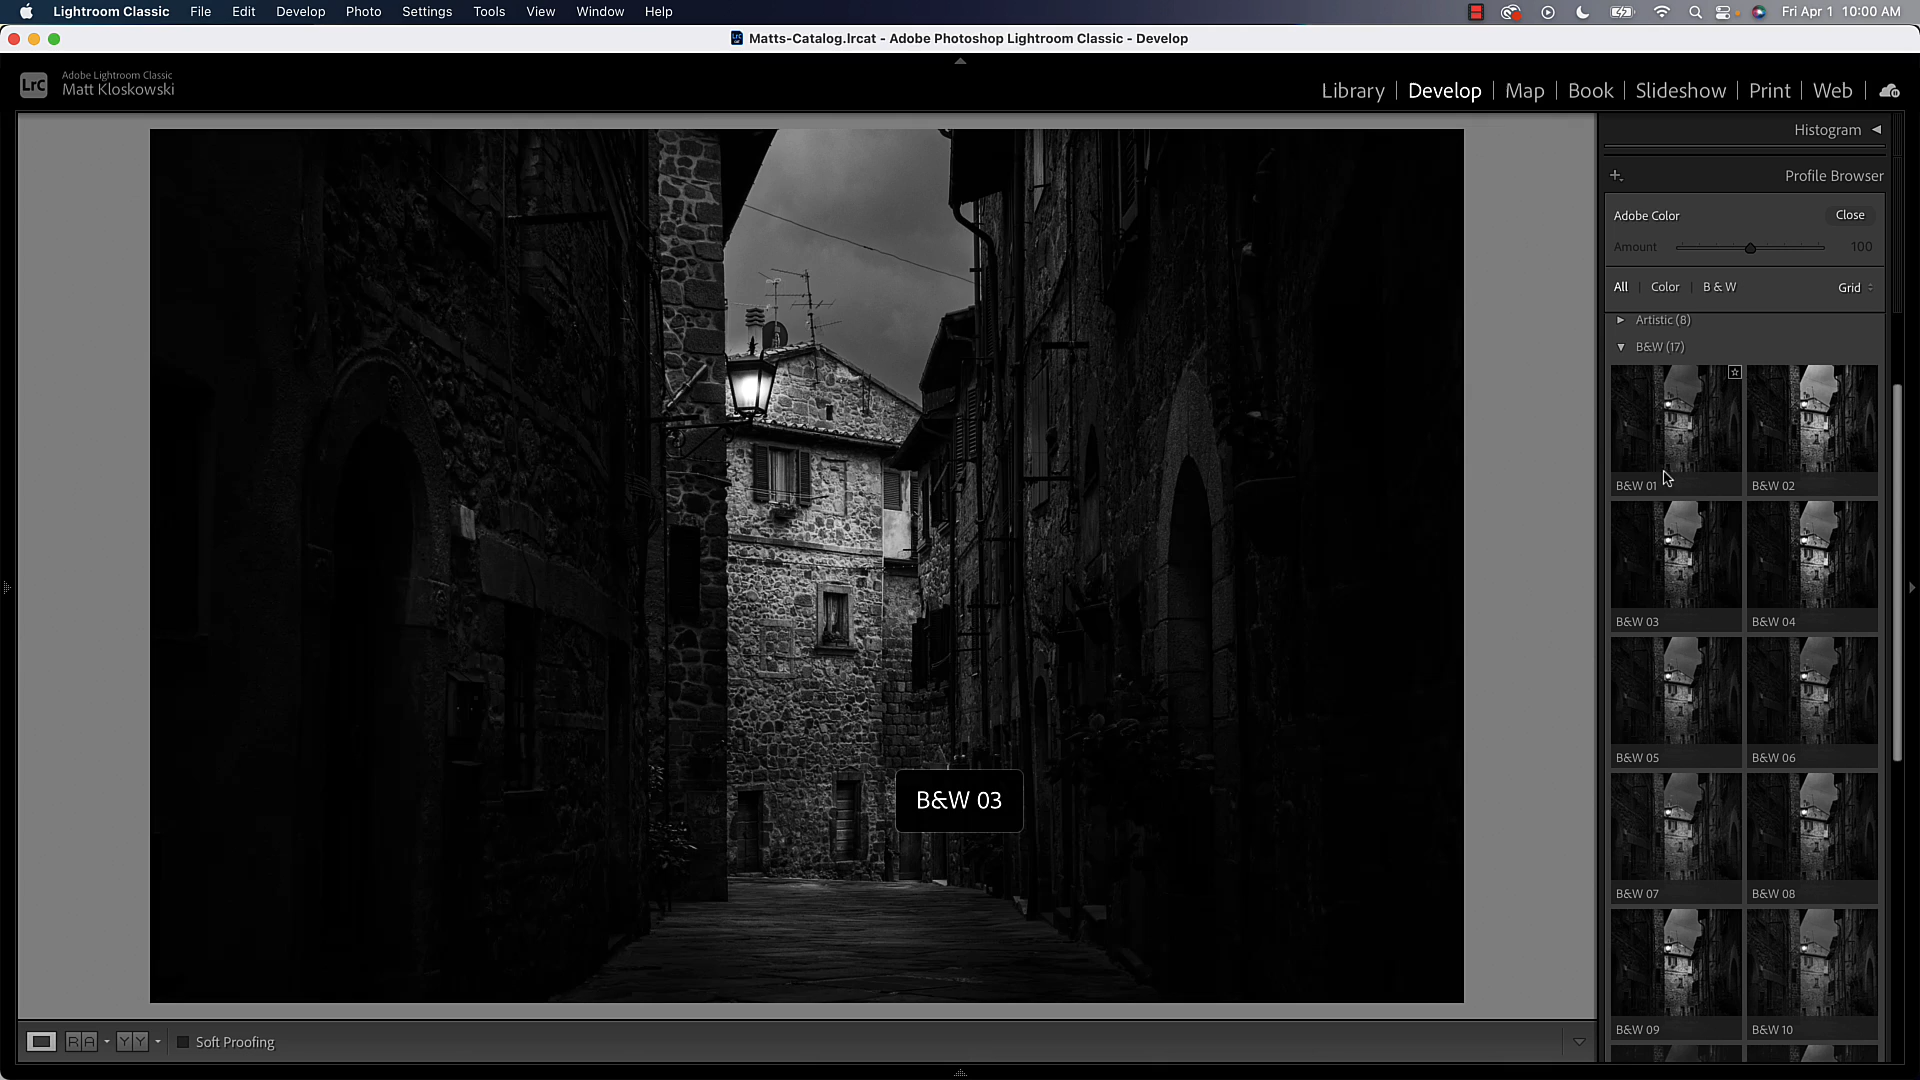 Lightroom Classic File Edit Develop Photo Settings Tools View Window Help Fri Apr 1 10:00 AM
Matts-Catalog.lrcat - Adobe Photoshop Lightroom Classic - Develop
LrC
Adobe Lightroom Classic
Matt Kloskowski
Library | Develop | Map | Book | Slideshow | Print | Web
Histogram
Profile Browser
Adobe Color Close
Amount 100
All | Color | B & W Grid
Artistic (8)
B&W (17)
B&W 01 B&W 02
B&W 03 B&W 04
B&W 05 B&W 06
B&W 07 B&W 08
B&W 09 B&W 10
B&W 03
R A Y Y Soft Proofing